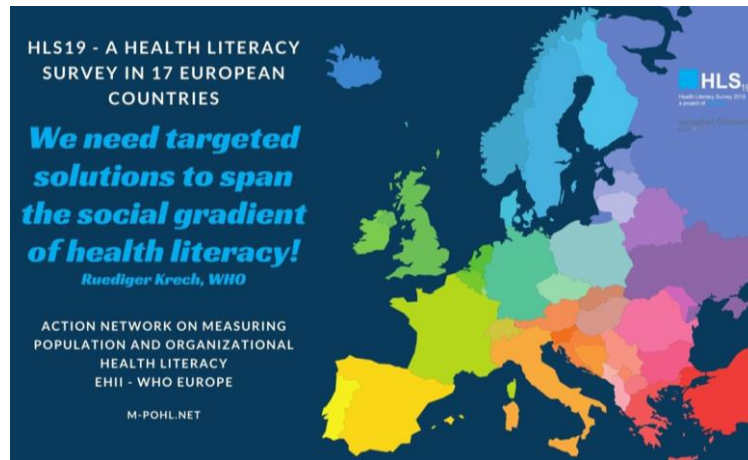 HLS19 - A HEALTH LITERACY
SURVEY IN 17 EUROPEAN
COUNTRIES
We need targeted
solutions to span
the social gradient
of health literacy!
Ruediger Krech, WHO
ACTION NETWORK ON MEASURING
POPULATION AND ORGANIZATIONAL
HEALTH LITERACY
EHII - WHO EUROPE
M-POHL.NET
HLS19
Health Literacy Survey 2019
a project of